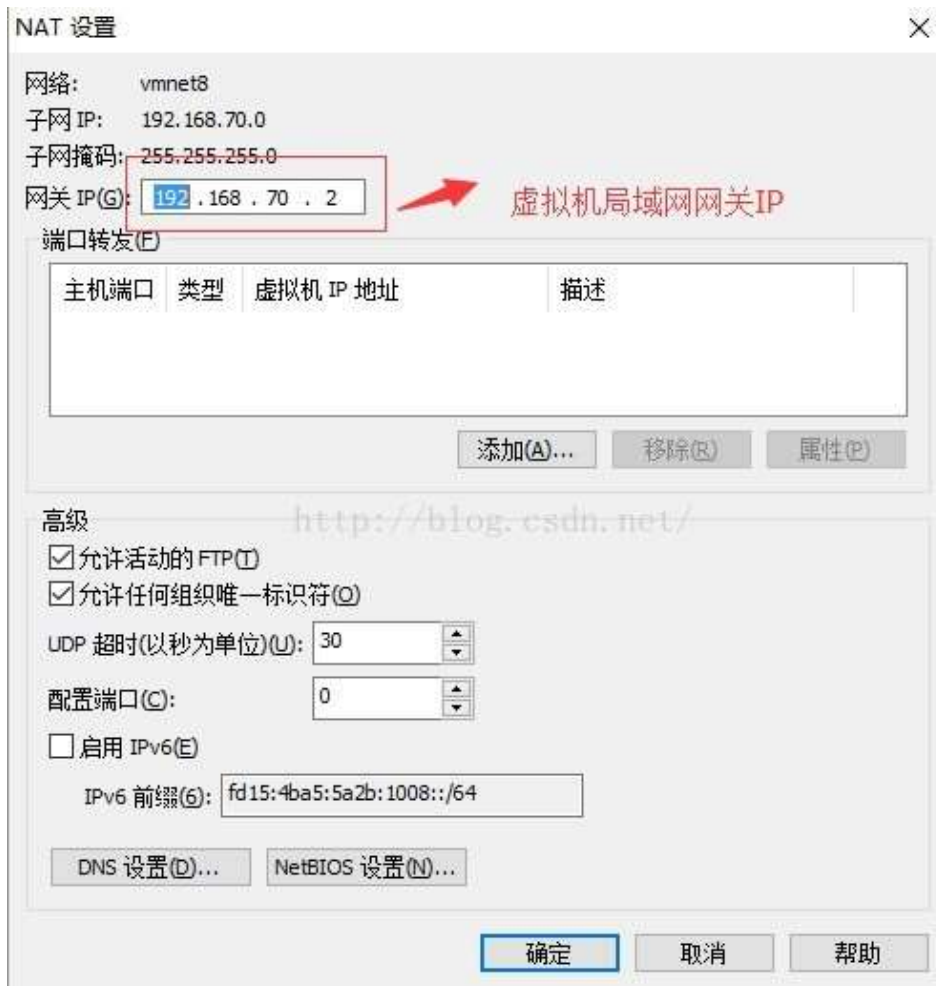 NAT 设置
网络: vmnet8
子网 IP: 192.168.70.0
子网掩码: 255.255.255.0
网关 IP(G): 192 . 168 . 70 . 2
虚拟机局域网网关IP
端口转发(F)
主机端口 类型 虚拟机 IP 地址 描述
添加(A)... 移除(R) 属性(P)
http://blog.csdn.net/
高级
允许活动的 FTP(T)
允许任何组织唯一标识符(O)
UDP 超时(以秒为单位)(U): 30
配置端口(C): 0
启用 IPv6(E)
IPv6 前缀(6): fd15:4ba5:5a2b:1008::/64
DNS 设置(D)... NetBIOS 设置(N)...
确定 取消 帮助